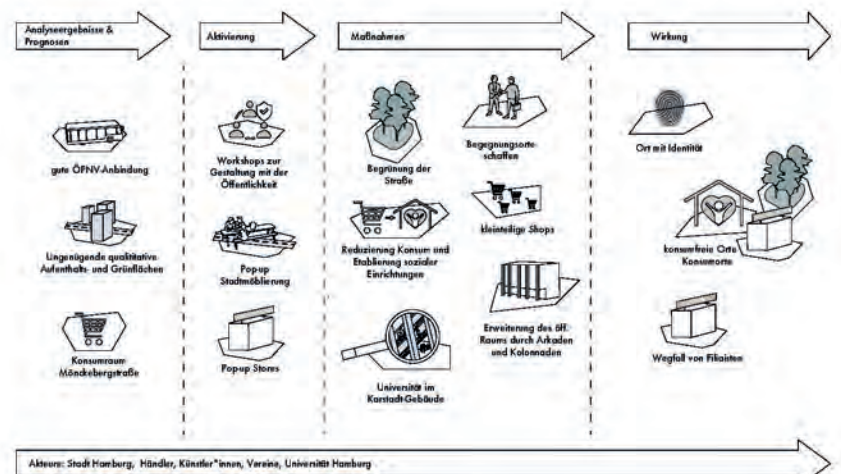 Analyseergebnisse &
Prognosen
Aktivierung
Maßnahmen
Wirkung
gute ÖPNV-Anbindung
Ungenügende qualitative
Aufenthalts- und Grünflächen
Konsumraum
Mönckebergstraße
Workshops zur
Gestaltung mit der
Öffentlichkeit
Pop-up
Stadtmöblierung
Pop-up Stores
Begrünung der
Straße
Reduzierung Konsum und
Etablierung sozialer
Einrichtungen
Universität im
Karstadt-Gebäude
Begegnungsorte
schaffen
kleinteilige Shops
Erweiterung des öff.
Raums durch Arkaden
und Kolonnaden
Ort mit Identität
konsumfreie Orte
Konsumorte
Wegfall von Filialisten
Akteure: Stadt Hamburg, Händler, Künstler*innen, Vereine, Universität Hamburg